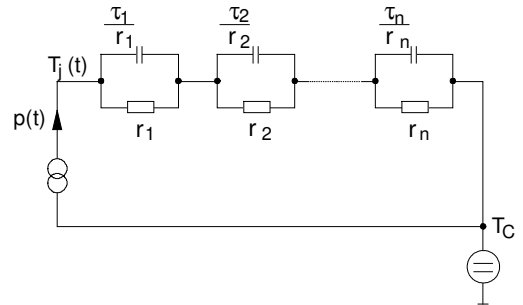 τ1 τ2 τn
r1 r2 rn
Tj (t)
r1 r2 rn
p(t)
TC